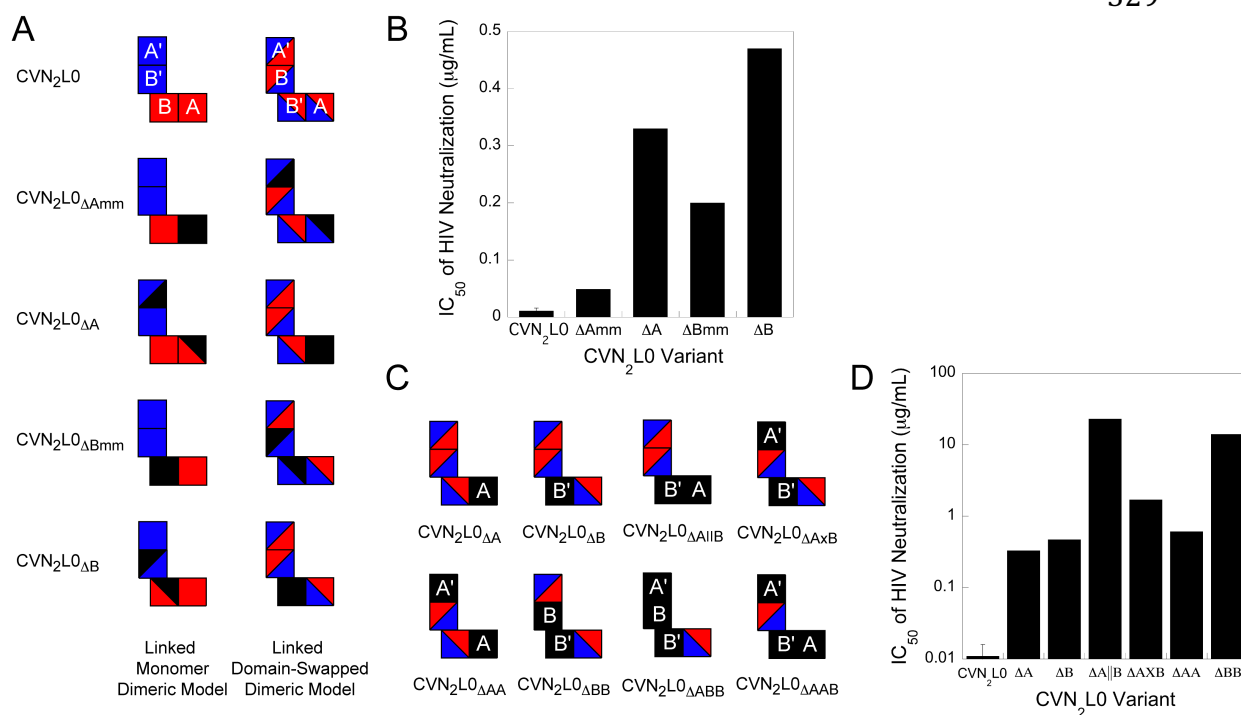 329
A
CVN2L0
A'
B'
B A
A'
B
B' A
CVN2L0ΔAmm
CVN2L0ΔA
CVN2L0ΔBmm
CVN2L0ΔB
Linked
Monomer
Dimeric Model
Linked
Domain-Swapped
Dimeric Model
B
IC50 of HIV Neutralization (μg/mL)
0.5
0.4
0.3
0.2
0.1
0
CVN2L0 ΔAmm ΔA ΔBmm ΔB
CVN2L0 Variant
C
A
B'
B' A
A'
B'
CVN2L0ΔA CVN2L0ΔB CVN2L0ΔAllB CVN2L0ΔAxB
A'
A
B
B'
A'
B
B'
A'
B' A
CVN2L0ΔAA CVN2L0ΔBB CVN2L0ΔABB CVN2L0ΔAAB
D
IC50 of HIV Neutralization (μg/mL)
100
10
1
0.1
0.01
CVN2L0 ΔA ΔB ΔA||B ΔAXB ΔAA ΔBB
CVN2L0 Variant